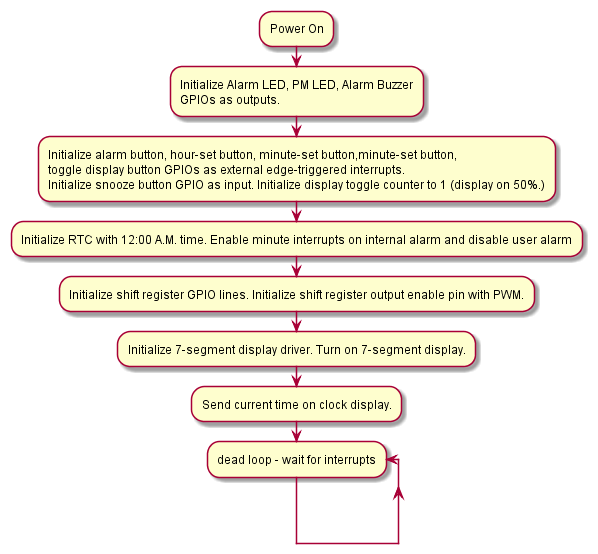 Power On
Initialize Alarm LED, PM LED, Alarm Buzzer
GPIOs as outputs.
Initialize alarm button, hour-set button, minute-set button,minute-set button,
toggle display button GPIOs as external edge-triggered interrupts.
Initialize snooze button GPIO as input. Initialize display toggle counter to 1 (display on 50%.)
Initialize RTC with 12:00 A.M. time. Enable minute interrupts on internal alarm and disable user alarm
Initialize shift register GPIO lines. Initialize shift register output enable pin with PWM.
Initialize 7-segment display driver. Turn on 7-segment display.
Send current time on clock display.
dead loop - wait for interrupts